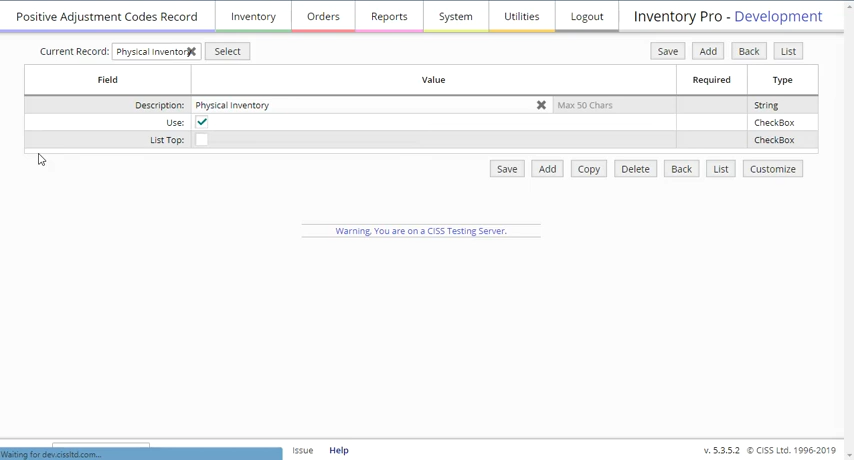 Positive Adjustment Codes Record Inventory Orders Reports System Utilities Logout Inventory Pro - Development
Current Record: Physical Inventory Select Save Add Back List
Field Value Required Type
Description: Physical Inventory Max 50 Chars String
Use: CheckBox
List Top: CheckBox
Save Add Copy Delete Back List Customize
Warning, You are on a CISS Testing Server.
Issue Help v. 5.3.5.2 © CISS Ltd. 1996-2019
Waiting for dev.cissltd.com...